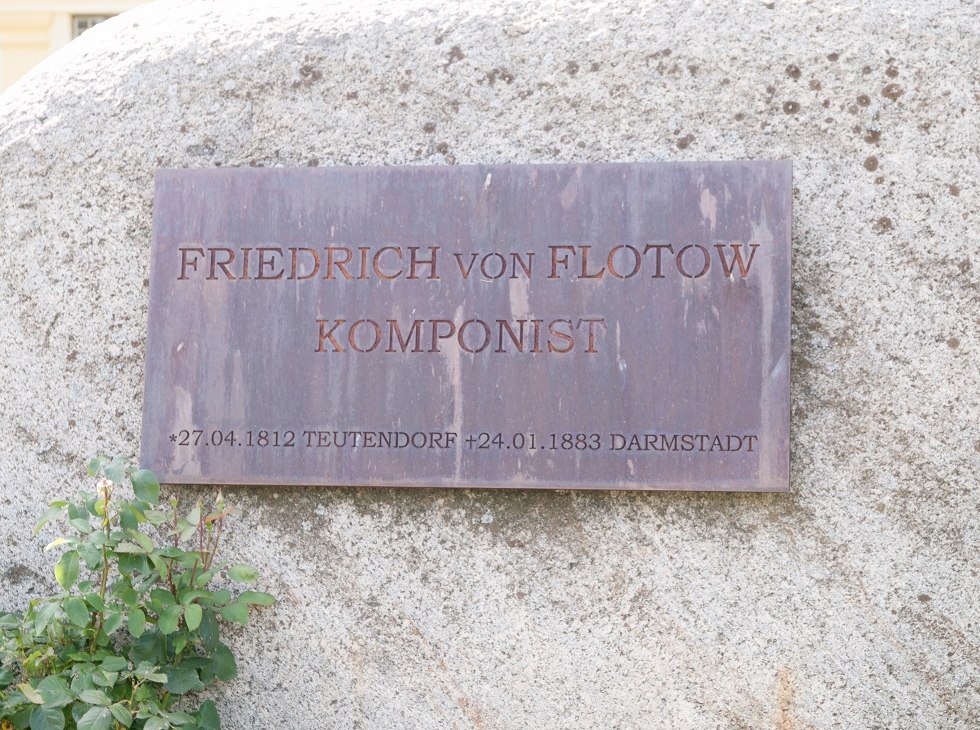 FRIEDRICH VON FLOTOW
KOMPONIST
*27.04.1812 TEUTENDORF +24.01.1883 DARMSTADT